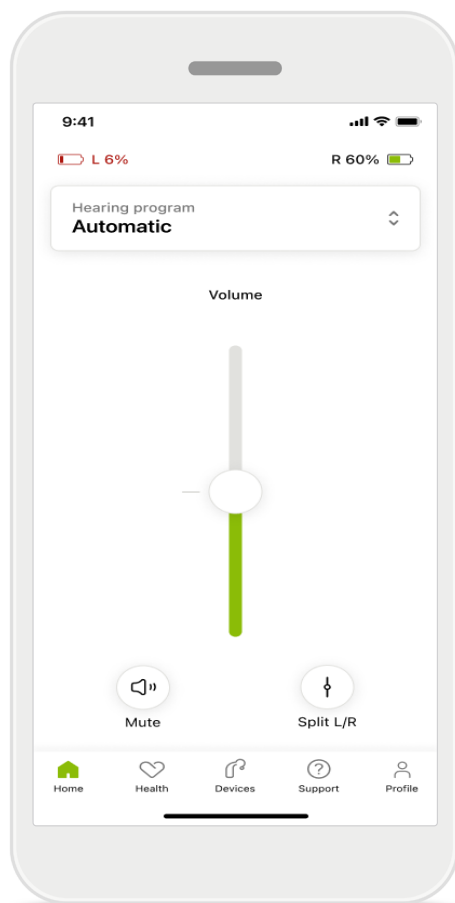 9:41
L 6% R 60%
Hearing program
Automatic
Volume
Mute Split L/R
Home Health Devices Support Profile